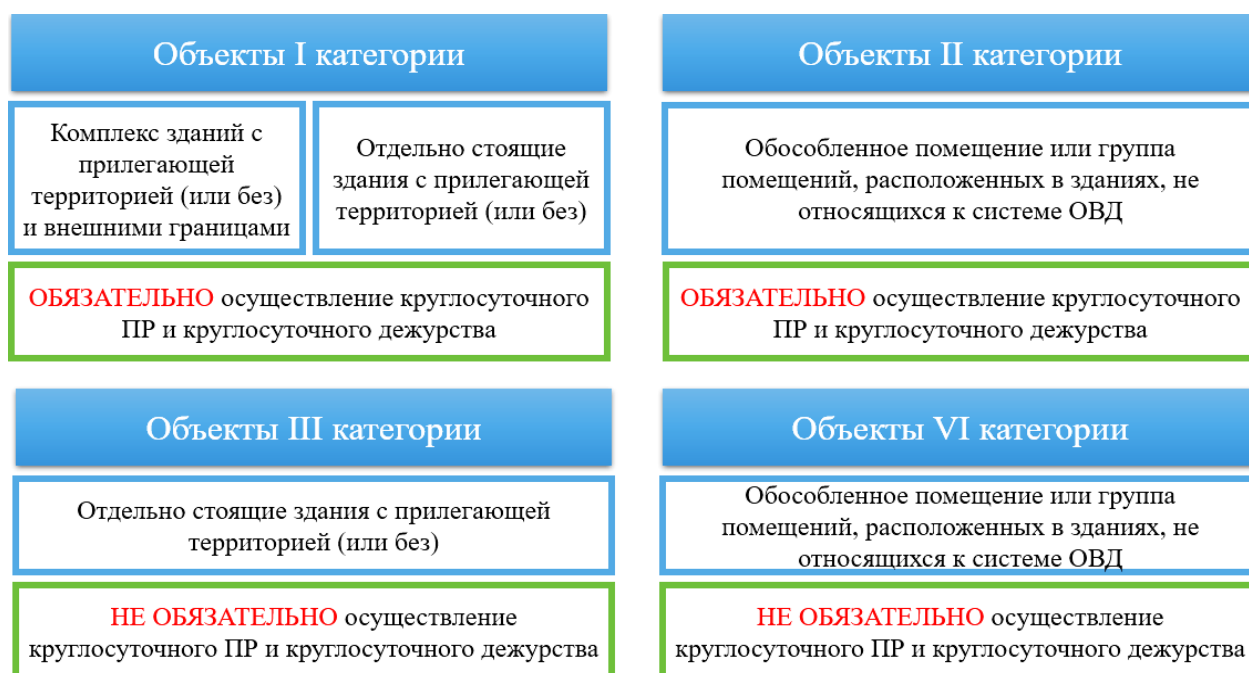 Объекты I категории
Комплекс зданий с
прилегающей
территорией (или без)
и внешними границами
Отдельно стоящие
здания с прилегающей
территорией (или без)
ОБЯЗАТЕЛЬНО осуществление круглосуточного
ПР и круглосуточного дежурства
Объекты II категории
Обособленное помещение или группа
помещений, расположенных в зданиях, не
относящихся к системе ОВД
ОБЯЗАТЕЛЬНО осуществление круглосуточного
ПР и круглосуточного дежурства
Объекты III категории
Отдельно стоящие здания с прилегающей
территорией (или без)
НЕ ОБЯЗАТЕЛЬНО осуществление
круглосуточного ПР и круглосуточного дежурства
Объекты VI категории
Обособленное помещение или группа
помещений, расположенных в зданиях, не
относящихся к системе ОВД
НЕ ОБЯЗАТЕЛЬНО осуществление
круглосуточного ПР и круглосуточного дежурства